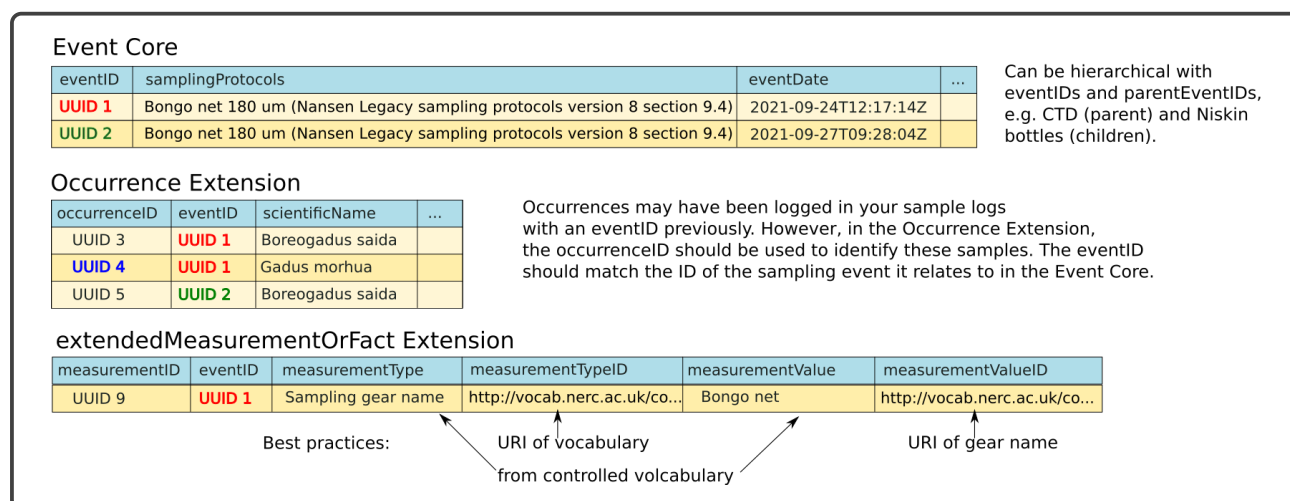 Event Core
eventID samplingProtocols eventDate ...
UUID 1 Bongo net 180 um (Nansen Legacy sampling protocols version 8 section 9.4) 2021-09-24T12:17:14Z
UUID 2 Bongo net 180 um (Nansen Legacy sampling protocols version 8 section 9.4) 2021-09-27T09:28:04Z
Can be hierarchical with
eventIDs and parentEventIDs,
e.g. CTD (parent) and Niskin
bottles (children).
Occurrence Extension
occurrenceID eventID scientificName ...
UUID 3 UUID 1 Boreogadus saida
UUID 4 UUID 1 Gadus morhua
UUID 5 UUID 2 Boreogadus saida
Occurrences may have been logged in your sample logs
with an eventID previously. However, in the Occurrence Extension,
the occurrenceID should be used to identify these samples. The eventID
should match the ID of the sampling event it relates to in the Event Core.
extendedMeasurementOrFact Extension
measurementID eventID measurementType measurementTypeID measurementValue measurementValueID
UUID 9 UUID 1 Sampling gear name http://vocab.nerc.ac.uk/co... Bongo net http://vocab.nerc.ac.uk/co...
Best practices: URI of vocabulary URI of gear name
from controlled volcabulary